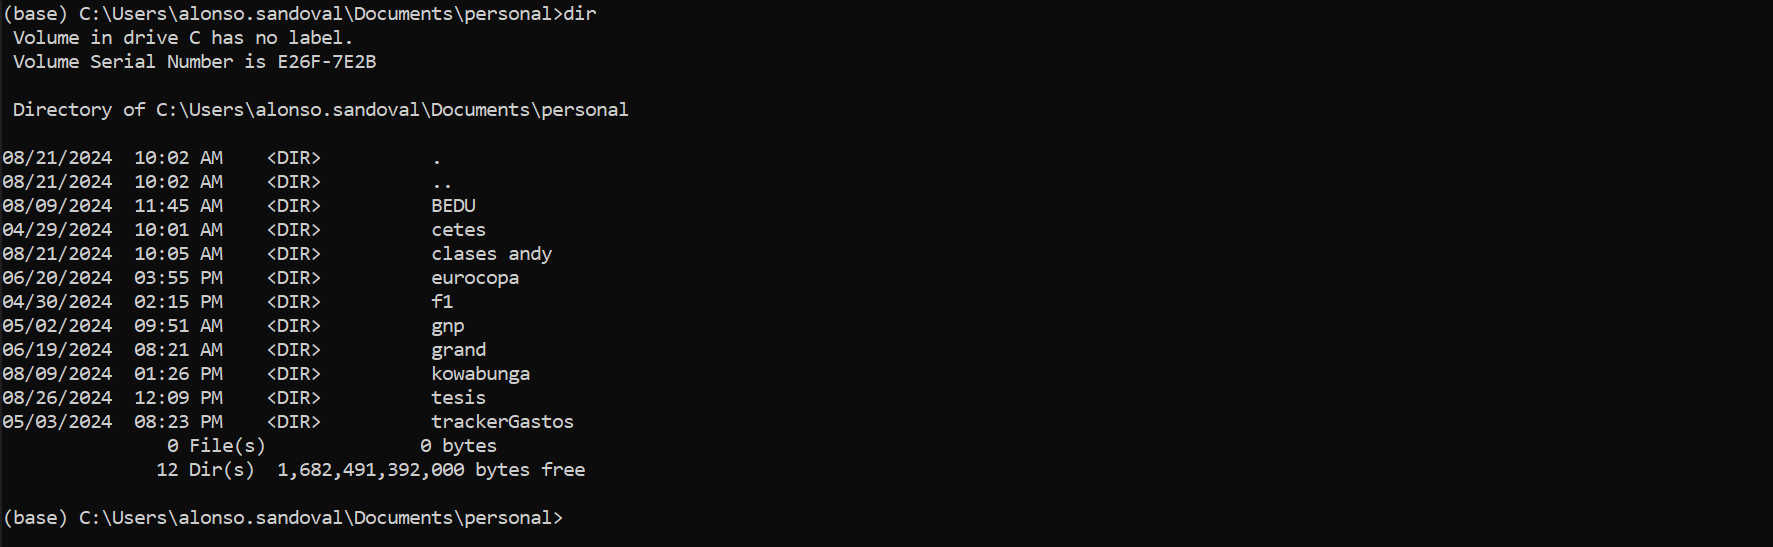 (base) C:\Users\alonso.sandoval\Documents\personal>dir
 Volume in drive C has no label.
 Volume Serial Number is E26F-7E2B

 Directory of C:\Users\alonso.sandoval\Documents\personal

08/21/2024  10:02 AM    <DIR>          .
08/21/2024  10:02 AM    <DIR>          ..
08/09/2024  11:45 AM    <DIR>          BEDU
04/29/2024  10:01 AM    <DIR>          cetes
08/21/2024  10:05 AM    <DIR>          clases andy
06/20/2024  03:55 PM    <DIR>          eurocopa
04/30/2024  02:15 PM    <DIR>          f1
05/02/2024  09:51 AM    <DIR>          gnp
06/19/2024  08:21 AM    <DIR>          grand
08/09/2024  01:26 PM    <DIR>          kowabunga
08/26/2024  12:09 PM    <DIR>          tesis
05/03/2024  08:23 PM    <DIR>          trackerGastos
               0 File(s)              0 bytes
              12 Dir(s)  1,682,491,392,000 bytes free

(base) C:\Users\alonso.sandoval\Documents\personal>